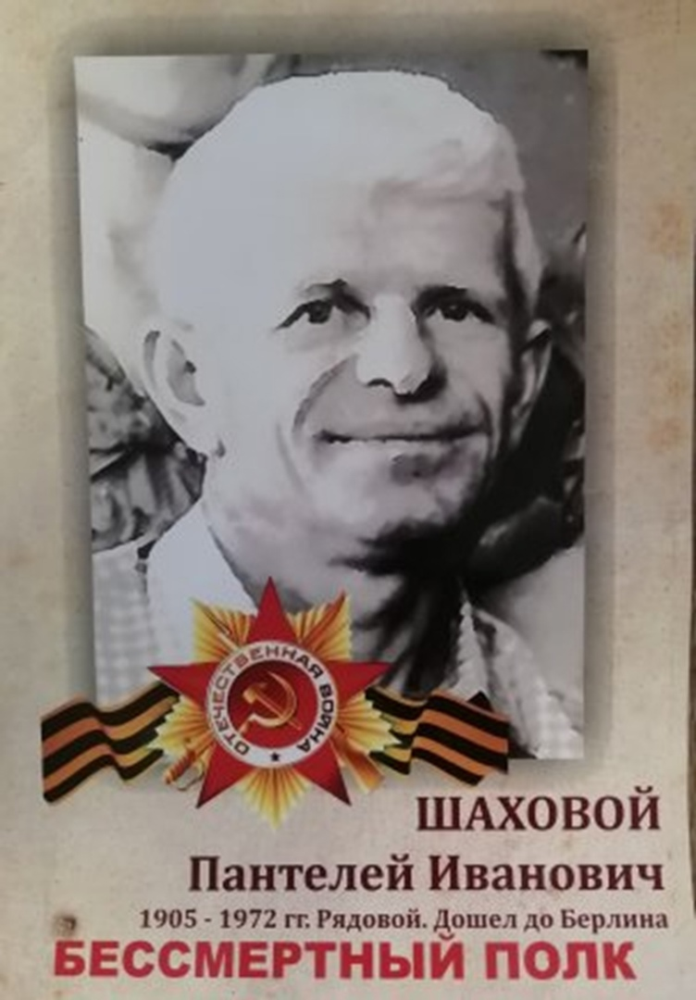 ОТЕЧЕСТВЕННАЯ ВОЙНА
ШАХОВОЙ
Пантелей Иванович
1905 - 1972 гг. Рядовой. Дошел до Берлина
БЕССМЕРТНЫЙ ПОЛК